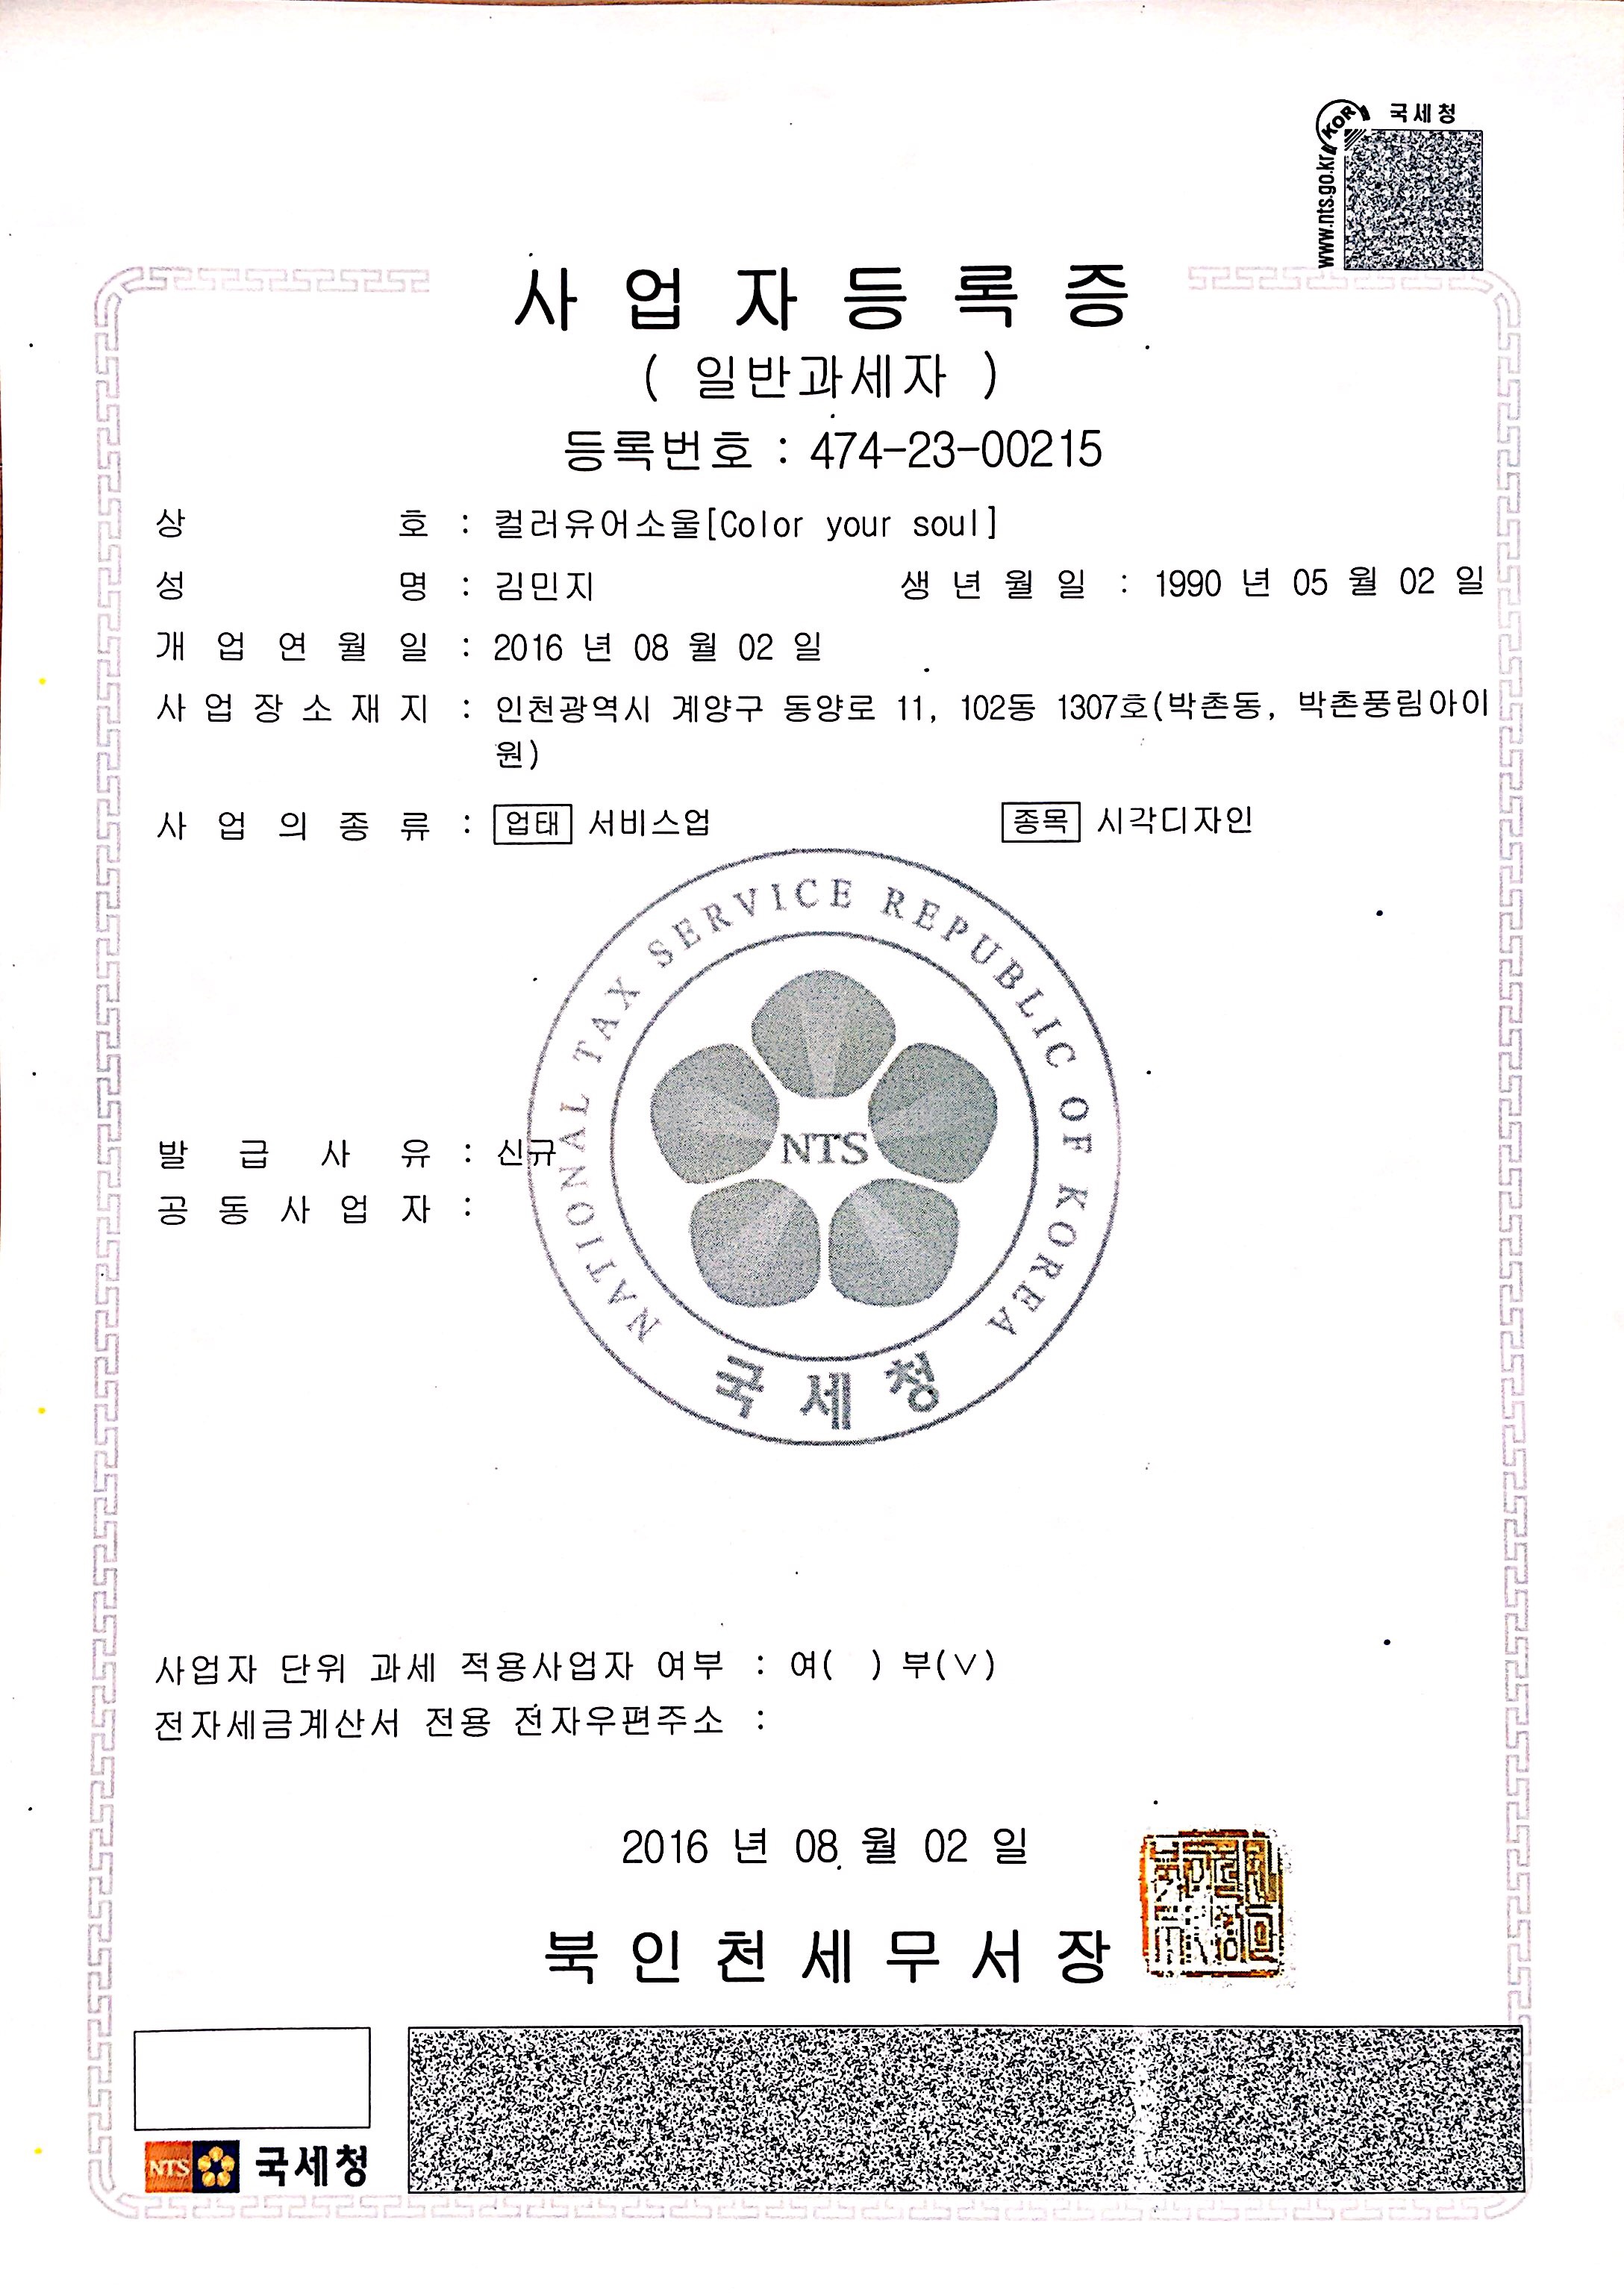 국세청
KOR
www.nts.go.kr
사업자등록증
( 일반과세자 )
등록번호 : 474-23-00215
상호 : 컬러유어소울[Color your soul]
성명 : 김민지 생년월일 : 1990 년 05 월 02 일
개업연월일 : 2016 년 08 월 02 일
사업장소재지 : 인천광역시 계양구 동양로 11, 102동 1307호(박촌동, 박촌풍림아이
원)
사업의종류 : 업태 서비스업 종목 시각디자인
NATIONAL TAX SERVICE REPUBLIC OF KOREA
NTS
국세청
발급사유 : 신규
공동사업자 :
사업자 단위 과세 적용사업자 여부 : 여( ) 부(∨)
전자세금계산서 전용 전자우편주소 :
2016 년 08 월 02 일
북인천세무서장
NTS 국세청